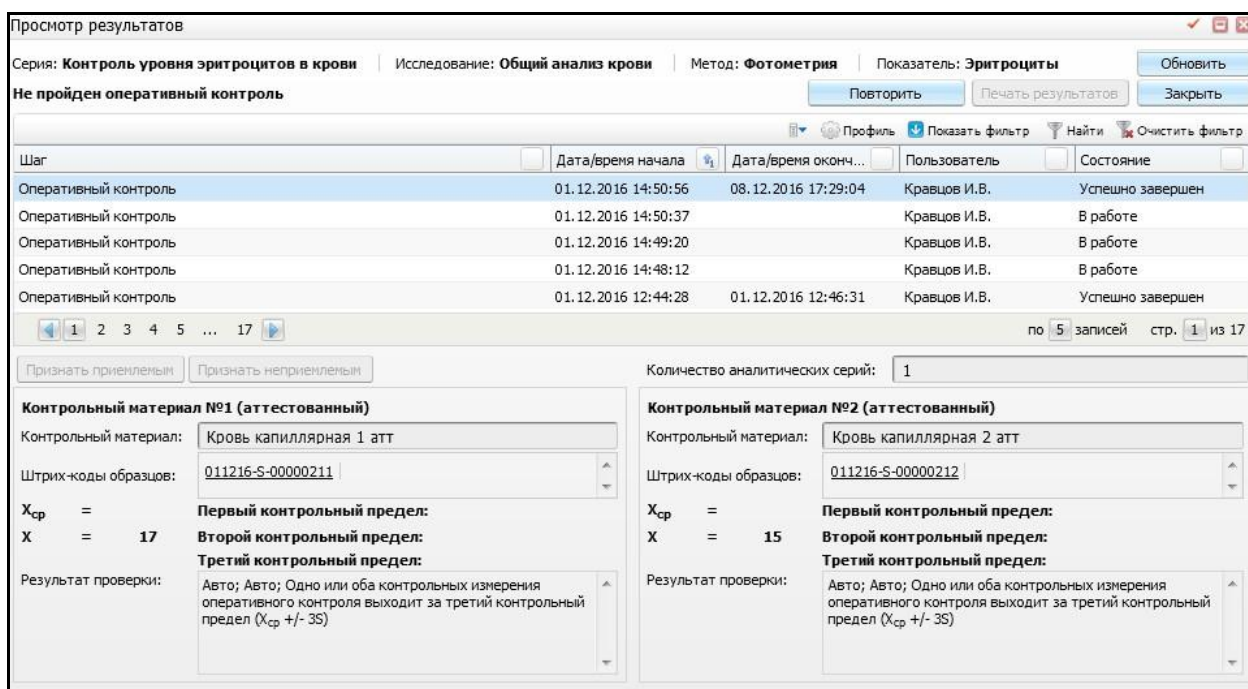 Просмотр результатов
Серия: Контроль уровня эритроцитов в крови Исследование: Общий анализ крови Метод: Фотометрия Показатель: Эритроциты Обновить
Не пройден оперативный контроль Повторить Печать результатов Закрыть
Профиль Показать фильтр Найти Очистить фильтр
Шаг Дата/время начала 1 Дата/время оконч... Пользователь Состояние
Оперативный контроль 01.12.2016 14:50:56 08.12.2016 17:29:04 Кравцов И.В. Успешно завершен
Оперативный контроль 01.12.2016 14:50:37 Кравцов И.В. В работе
Оперативный контроль 01.12.2016 14:49:20 Кравцов И.В. В работе
Оперативный контроль 01.12.2016 14:48:12 Кравцов И.В. В работе
Оперативный контроль 01.12.2016 12:44:28 01.12.2016 12:46:31 Кравцов И.В. Успешно завершен
1 2 3 4 5 ... 17 по 5 записей стр. 1 из 17
Признать приемлемым Признать неприемлемым Количество аналитических серий: 1
Контрольный материал №1 (аттестованный)
Контрольный материал: Кровь капиллярная 1 атт
Штрих-коды образцов: 011216-S-00000211
Xср = Первый контрольный предел:
X = 17 Второй контрольный предел:
Третий контрольный предел:
Результат проверки: Авто; Авто; Одно или оба контрольных измерения
оперативного контроля выходит за третий контрольный
предел (Xср +/- 3S)
Контрольный материал №2 (аттестованный)
Контрольный материал: Кровь капиллярная 2 атт
Штрих-коды образцов: 011216-S-00000212
Xср = Первый контрольный предел:
X = 15 Второй контрольный предел:
Третий контрольный предел:
Результат проверки: Авто; Авто; Одно или оба контрольных измерения
оперативного контроля выходит за третий контрольный
предел (Xср +/- 3S)